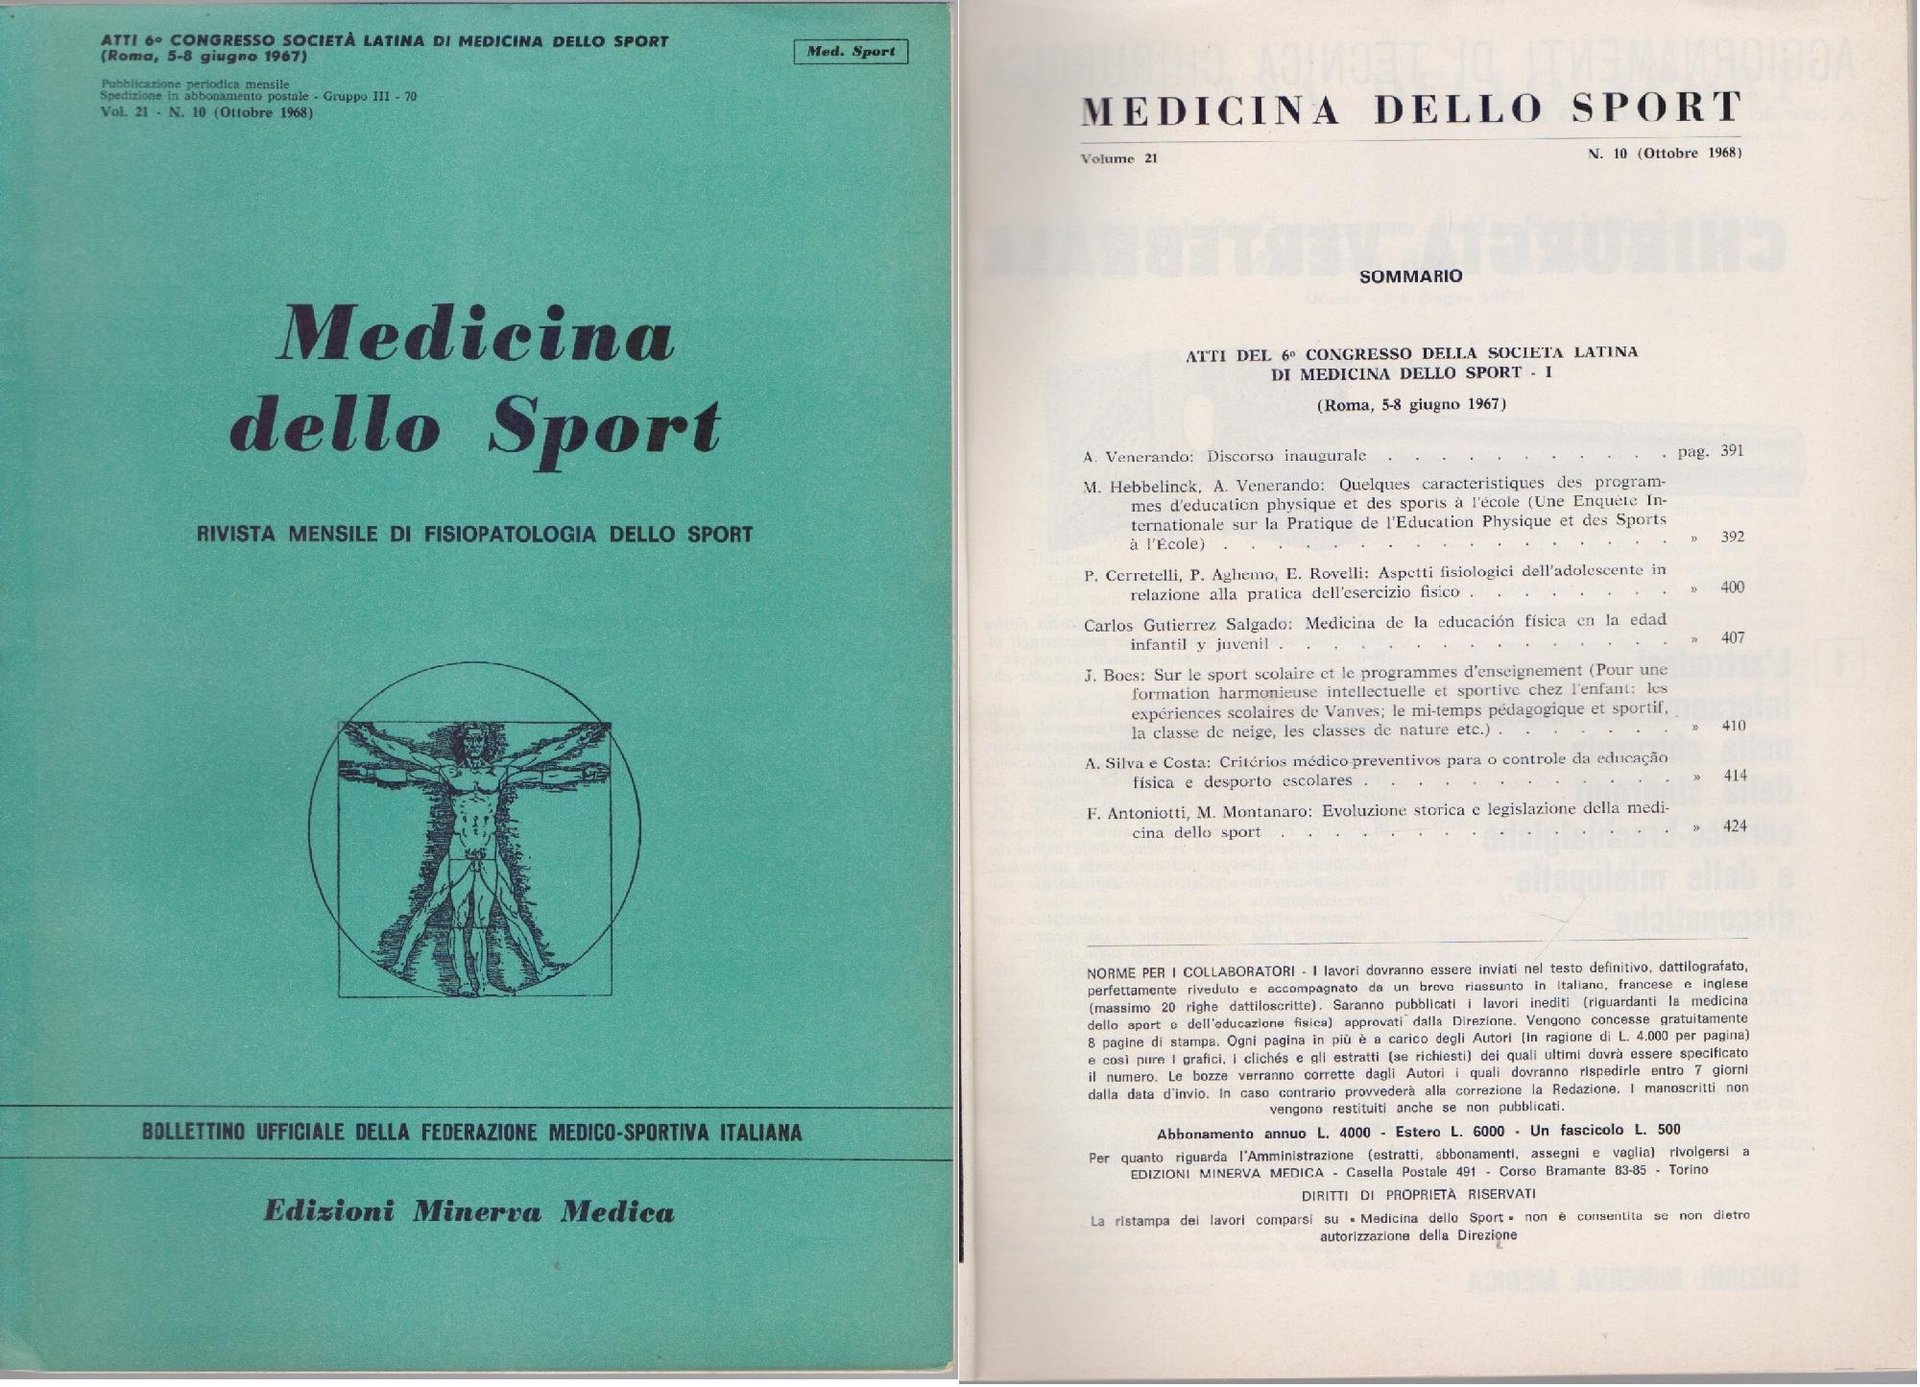 ATTI 6º CONGRESSO SOCIETÀ LATINA DI MEDICINA DELLO SPORT
(Roma, 5-8 giugno 1967)
Med. Sport
Pubblicazione periodica mensile
Spedizione in abbonamento postale - Gruppo III - 70
Vol. 21 - N. 10 (Ottobre 1968)
Medicina
dello Sport
RIVISTA MENSILE DI FISIOPATOLOGIA DELLO SPORT
BOLLETTINO UFFICIALE DELLA FEDERAZIONE MEDICO-SPORTIVA ITALIANA
Edizioni Minerva Medica
MEDICINA DELLO SPORT
Volume 21 N. 10 (Ottobre 1968)
SOMMARIO
ATTI DEL 6º CONGRESSO DELLA SOCIETA LATINA
DI MEDICINA DELLO SPORT - I
(Roma, 5-8 giugno 1967)
A. Venerando: Discorso inaugurale . . . . . . . . . . . pag. 391
M. Hebbelinck, A. Venerando: Quelques caracteristiques des program-
mes d'education physique et des sports à l'école (Une Enquête In-
ternationale sur la Pratique de l'Education Physique et des Sports
à l'École) . . . . . . . . . . . . . . . . . » 392
P. Cerretelli, P. Aghemo, E. Rovelli: Aspetti fisiologici dell'adolescente in
relazione alla pratica dell'esercizio fisico . . . . . . . . » 400
Carlos Gutierrez Salgado: Medicina de la educación física en la edad
infantil y juvenil . . . . . . . . . . . . . . . » 407
J. Boes: Sur le sport scolaire et le programmes d'enseignement (Pour une
formation harmonieuse intellectuelle et sportive chez l'enfant: les
expériences scolaires de Vanves; le mi-temps pédagogique et sportif,
la classe de neige, les classes de nature etc.) . . . . . . . » 410
A. Silva e Costa: Critérios médico-preventivos para o controle da educação
física e desporto escolares . . . . . . . . . . . . » 414
F. Antoniotti, M. Montanaro: Evoluzione storica e legislazione della medi-
cina dello sport . . . . . . . . . . . . . . . » 424
NORME PER I COLLABORATORI - I lavori dovranno essere inviati nel testo definitivo, dattilografato,
perfettamente riveduto e accompagnato da un breve riassunto in Italiano, francese e inglese
(massimo 20 righe dattiloscritte). Saranno pubblicati i lavori inediti (riguardanti la medicina
dello sport e dell'educazione fisica) approvati dalla Direzione. Vengono concesse gratuitamente
8 pagine di stampa. Ogni pagina in più è a carico degli Autori (in ragione di L. 4.000 per pagina)
e così pure i grafici, i clichés e gli estratti (se richiesti) dei quali ultimi dovrà essere specificato
il numero. Le bozze verranno corrette dagli Autori i quali dovranno rispedirle entro 7 giorni
dalla data d'invio. In caso contrario provvederà alla correzione la Redazione. I manoscritti non
vengono restituiti anche se non pubblicati.
Abbonamento annuo L. 4000 - Estero L. 6000 - Un fascicolo L. 500
Per quanto riguarda l'Amministrazione (estratti, abbonamenti, assegni e vaglia) rivolgersi a
EDIZIONI MINERVA MEDICA - Casella Postale 491 - Corso Bramante 83-85 - Torino
DIRITTI DI PROPRIETÀ RISERVATI
La ristampa dei lavori comparsi su « Medicina dello Sport » non è consentita se non dietro
autorizzazione della Direzione